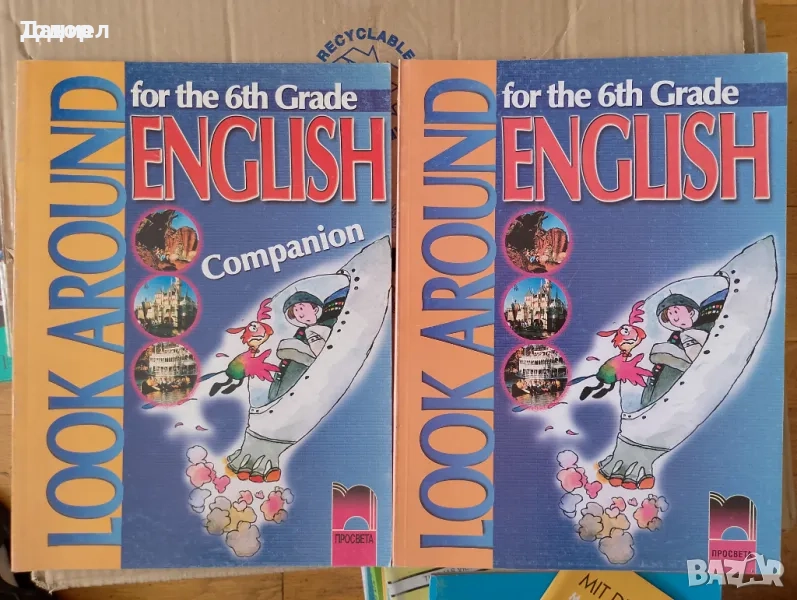 RECYCLABLE
LOOK AROUND
for the 6th Grade
ENGLISH
Companion
ПРОСВЕТА
LOOK AROUND
for the 6th Grade
ENGLISH
ПРОСВЕТА
BAZAR
MIT